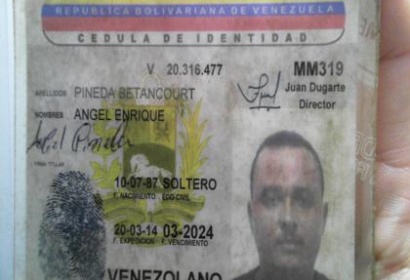 REPUBLICA BOLIVARIANA DE VENEZUELA
CEDULA DE IDENTIDAD
V 20.316.477
MM319
APELLIDOS PINEDA BETANCOURT
Juan Dugarte
Director
NOMBRES ANGEL ENRIQUE
FIRMA TITULAR
10-07-87 SOLTERO
F. NACIMIENTO EDO.CIVIL
20-03-14 03-2024
F. EXPEDICION F. VENCIMIENTO
VENEZOLANO